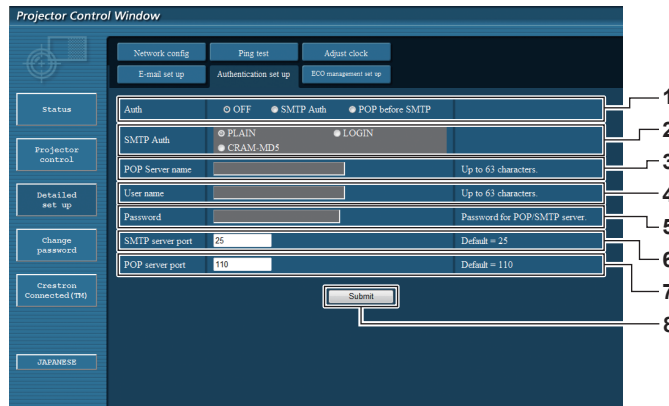 Projector Control Window
Network config Ping test Adjust clock
E-mail set up Authentication set up ECO management set up
Status
Projector control
Detailed set up
Change password
Crestron Connected(TM)
JAPANESE
Auth OFF SMTP Auth POP before SMTP 1
SMTP Auth PLAIN LOGIN 2
CRAM-MD5
POP Server name Up to 63 characters. 3
User name Up to 63 characters. 4
Password Password for POP/SMTP server. 5
SMTP server port 25 Default = 25 6
POP server port 110 Default = 110 7
Submit 8